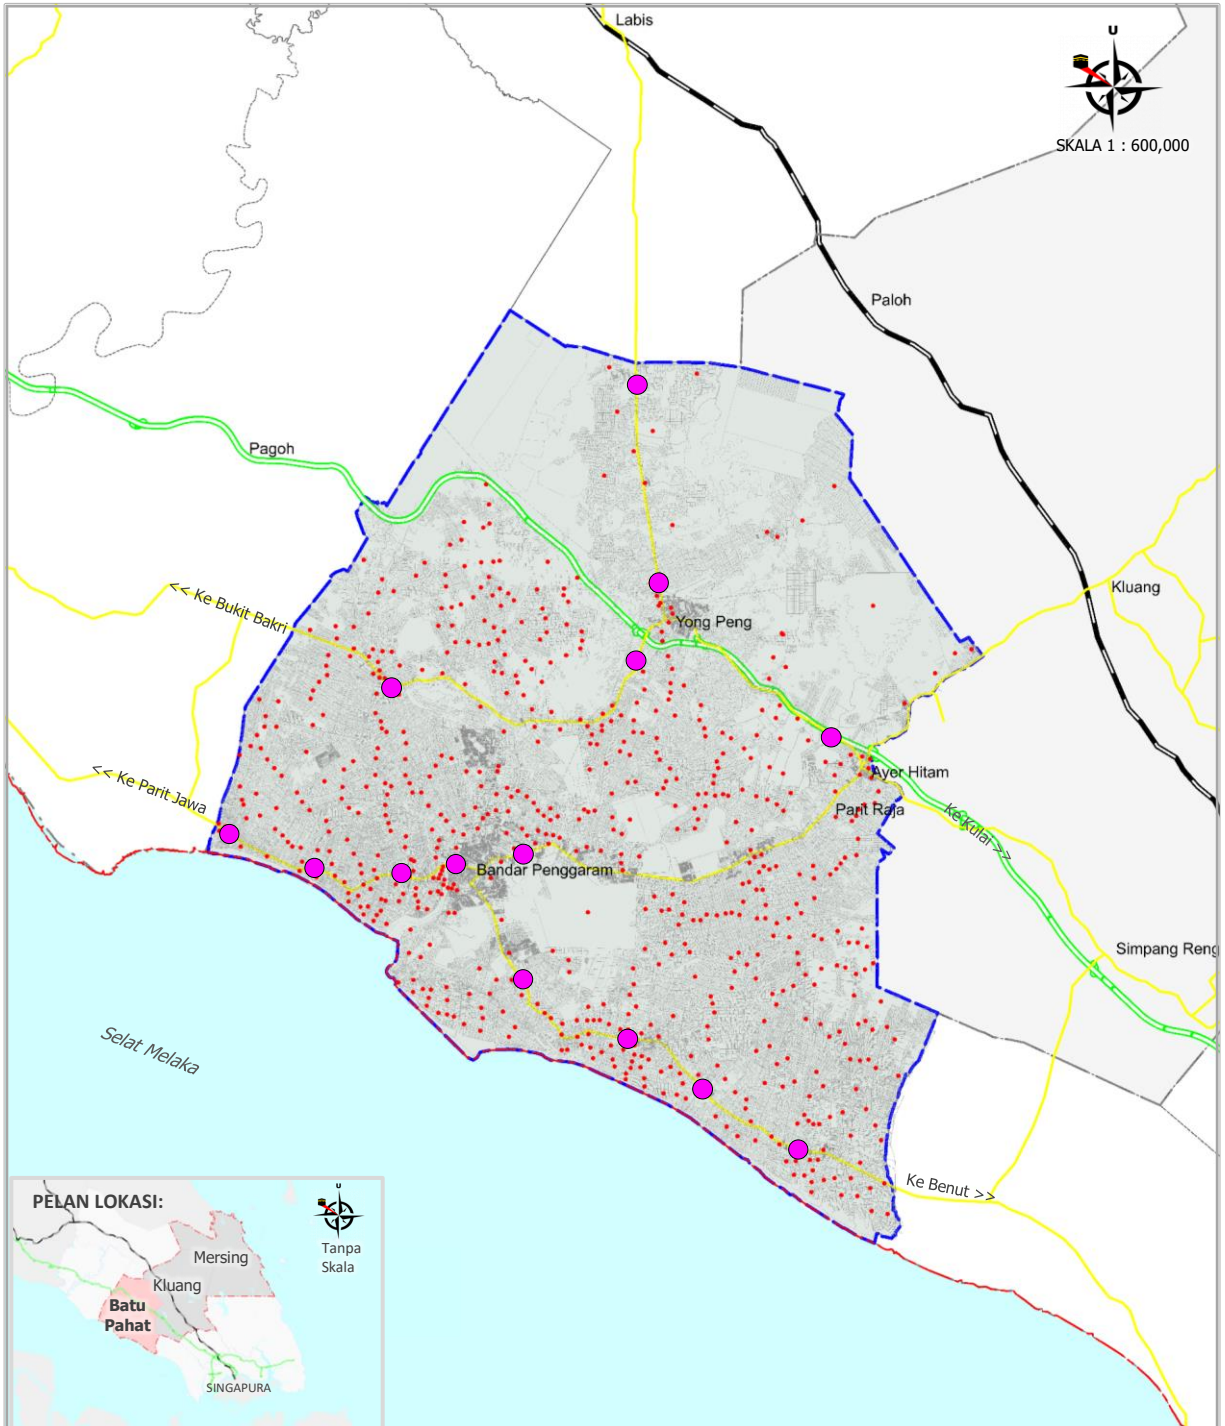 Labis
U
SKALA 1 : 600,000
Paloh
Pagoh
Kluang
<< Ke Bukit Bakri
Yong Peng
<< Ke Parit Jawa
Ayer Hitam
Parit Raja
Ke Kulai >>
Bandar Penggaram
Simpang Reng
Selat Melaka
Ke Benut >>
PELAN LOKASI:
U
Tanpa
Skala
Mersing
Kluang
Batu
Pahat
SINGAPURA